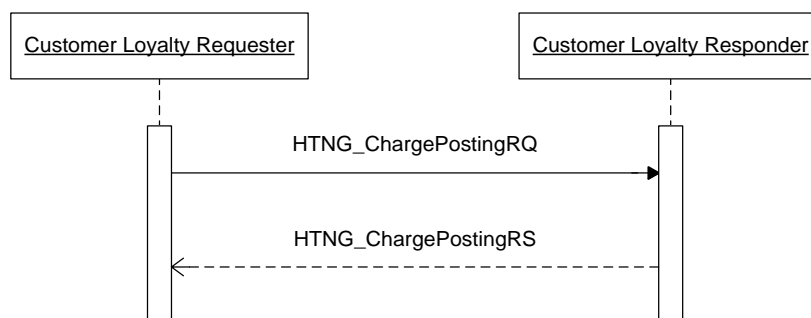 Customer Loyalty Requester
Customer Loyalty Responder
HTNG_ChargePostingRQ
HTNG_ChargePostingRS